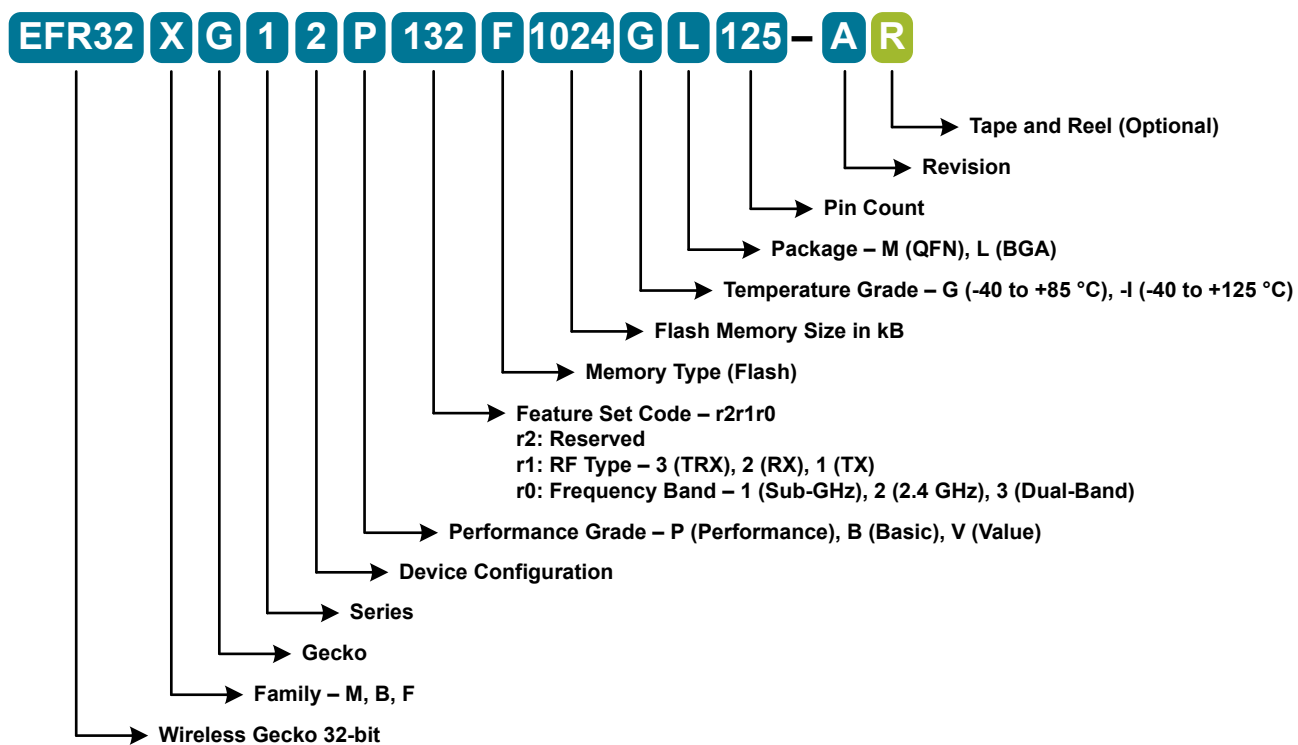 EFR32 X G 1 2 P 132 F 1024 G L 125 – A R
Tape and Reel (Optional)
Revision
Pin Count
Package – M (QFN), L (BGA)
Temperature Grade – G (-40 to +85 °C), -I (-40 to +125 °C)
Flash Memory Size in kB
Memory Type (Flash)
Feature Set Code – r2r1r0
r2: Reserved
r1: RF Type – 3 (TRX), 2 (RX), 1 (TX)
r0: Frequency Band – 1 (Sub-GHz), 2 (2.4 GHz), 3 (Dual-Band)
Performance Grade – P (Performance), B (Basic), V (Value)
Device Configuration
Series
Gecko
Family – M, B, F
Wireless Gecko 32-bit